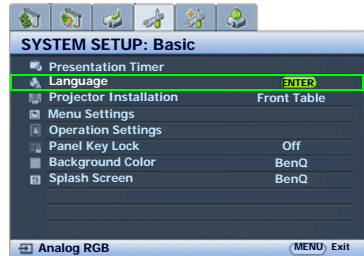 SYSTEM SETUP: Basic
Presentation Timer
Language ENTER
Projector Installation Front Table
Menu Settings
Operation Settings
Panel Key Lock Off
Background Color BenQ
Splash Screen BenQ
Analog RGB MENU Exit